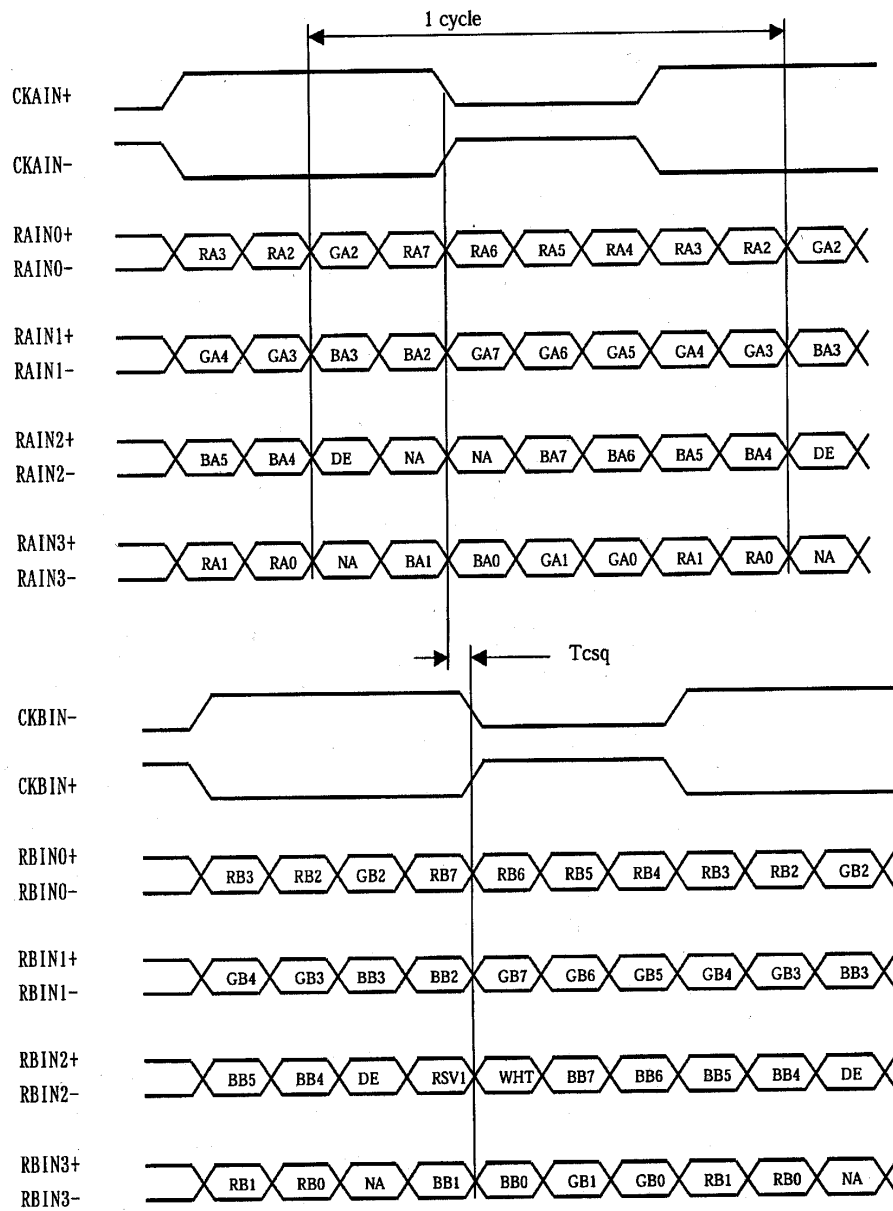 1 cycle
CKAIN+
CKAIN-
RAIN0+
RA3 RA2 GA2 RA7 RA6 RA5 RA4 RA3 RA2 GA2
RAIN0-
RAIN1+
GA4 GA3 BA3 BA2 GA7 GA6 GA5 GA4 GA3 BA3
RAIN1-
RAIN2+
BA5 BA4 DE NA NA BA7 BA6 BA5 BA4 DE
RAIN2-
RAIN3+
RA1 RA0 NA BA1 BA0 GA1 GA0 RA1 RA0 NA
RAIN3-
Tcsq
CKBIN-
CKBIN+
RBIN0+
RB3 RB2 GB2 RB7 RB6 RB5 RB4 RB3 RB2 GB2
RBIN0-
RBIN1+
GB4 GB3 BB3 BB2 GB7 GB6 GB5 GB4 GB3 BB3
RBIN1-
RBIN2+
BB5 BB4 DE RSV1 WHT BB7 BB6 BB5 BB4 DE
RBIN2-
RBIN3+
RB1 RB0 NA BB1 BB0 GB1 GB0 RB1 RB0 NA
RBIN3-